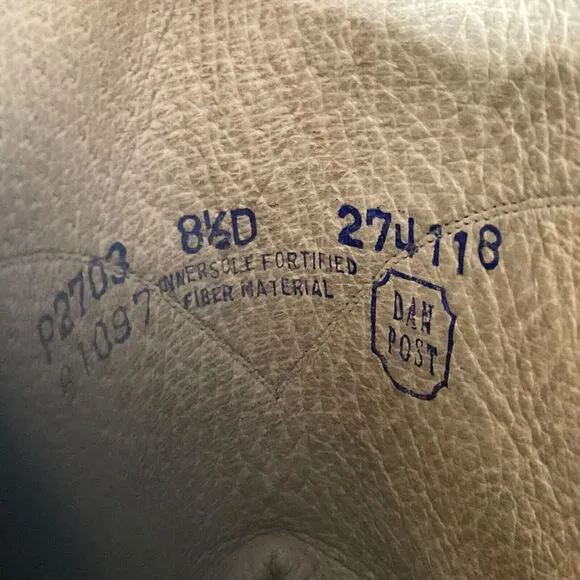 8½D 274118
P2703
INNERSOLE FORTIFIED
FIBER MATERIAL
61097
DAN
POST